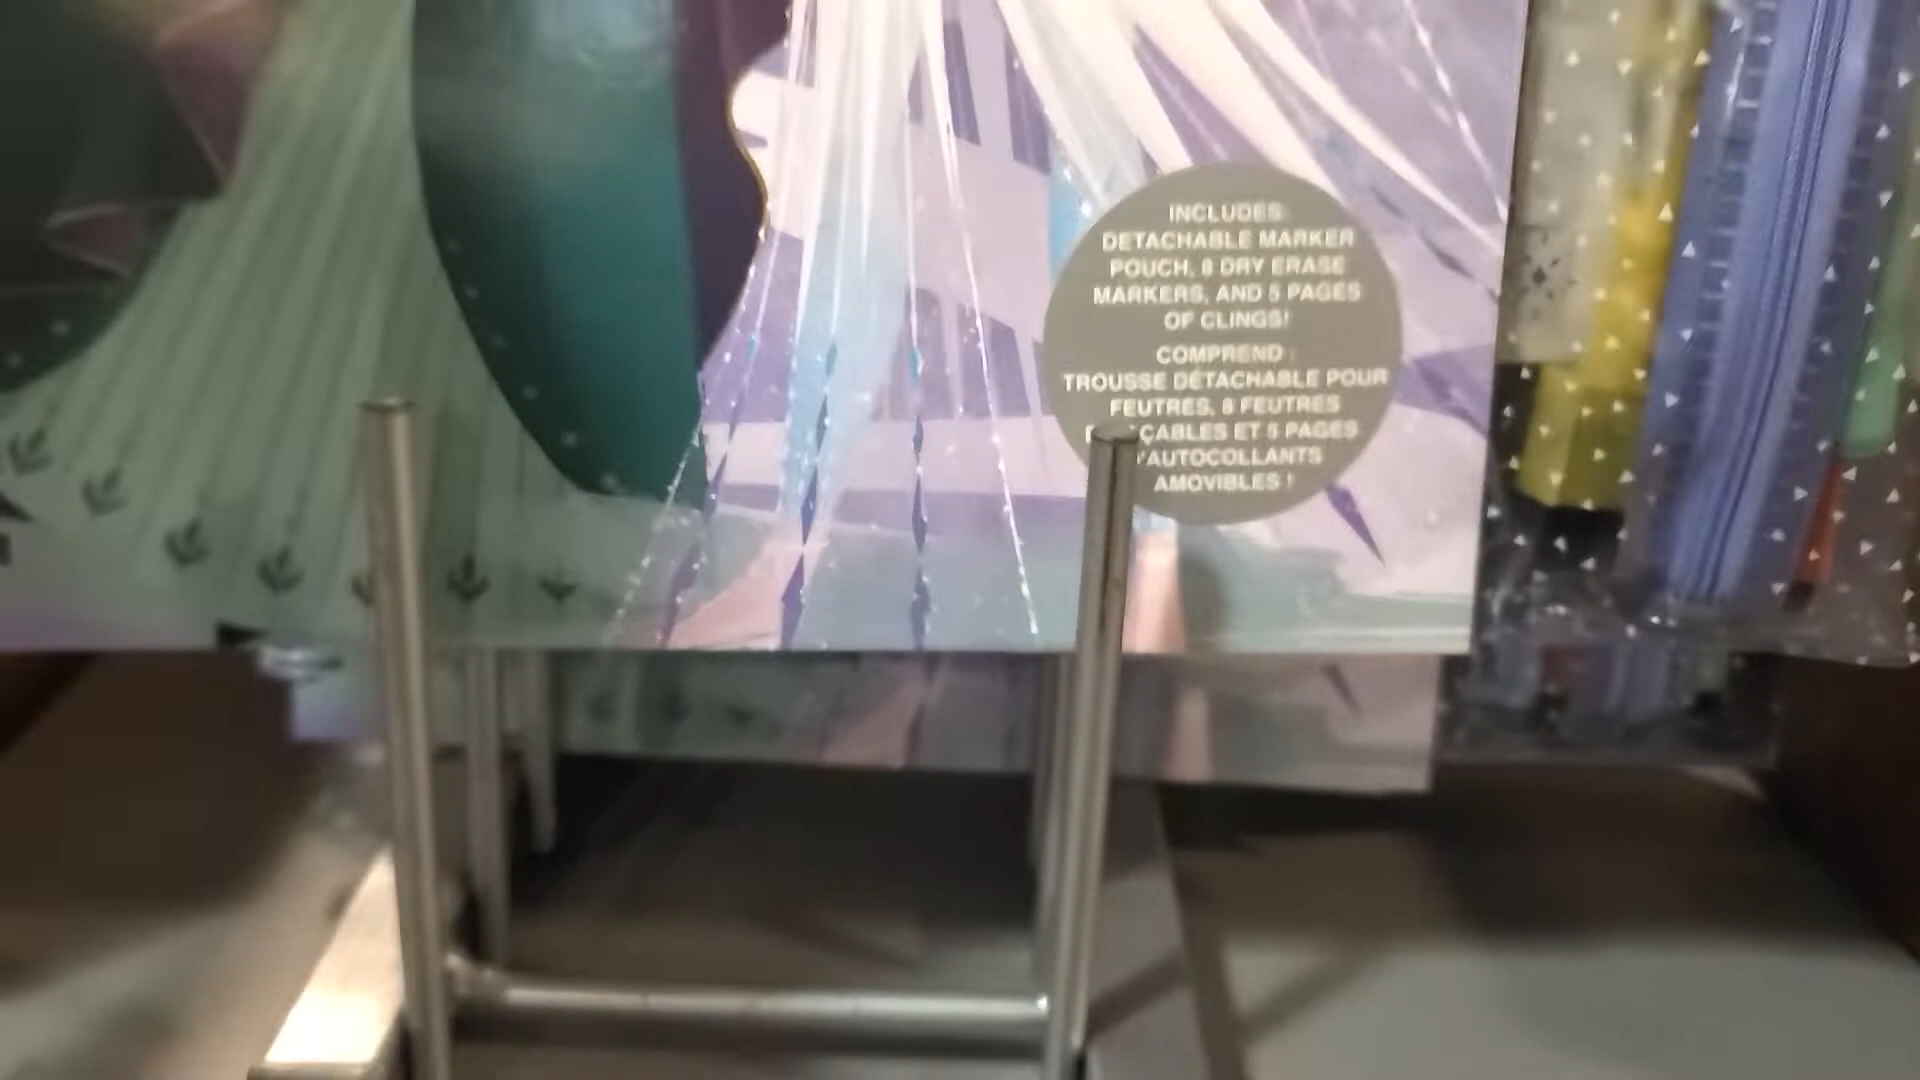 INCLUDES:
DETACHABLE MARKER
POUCH, 8 DRY ERASE
MARKERS, AND 5 PAGES
OF CLINGS!
COMPREND :
TROUSSE DÉTACHABLE POUR
FEUTRES, 8 FEUTRES
ET 5 PAGES
D'AUTOCOLLANTS
AMOVIBLES !